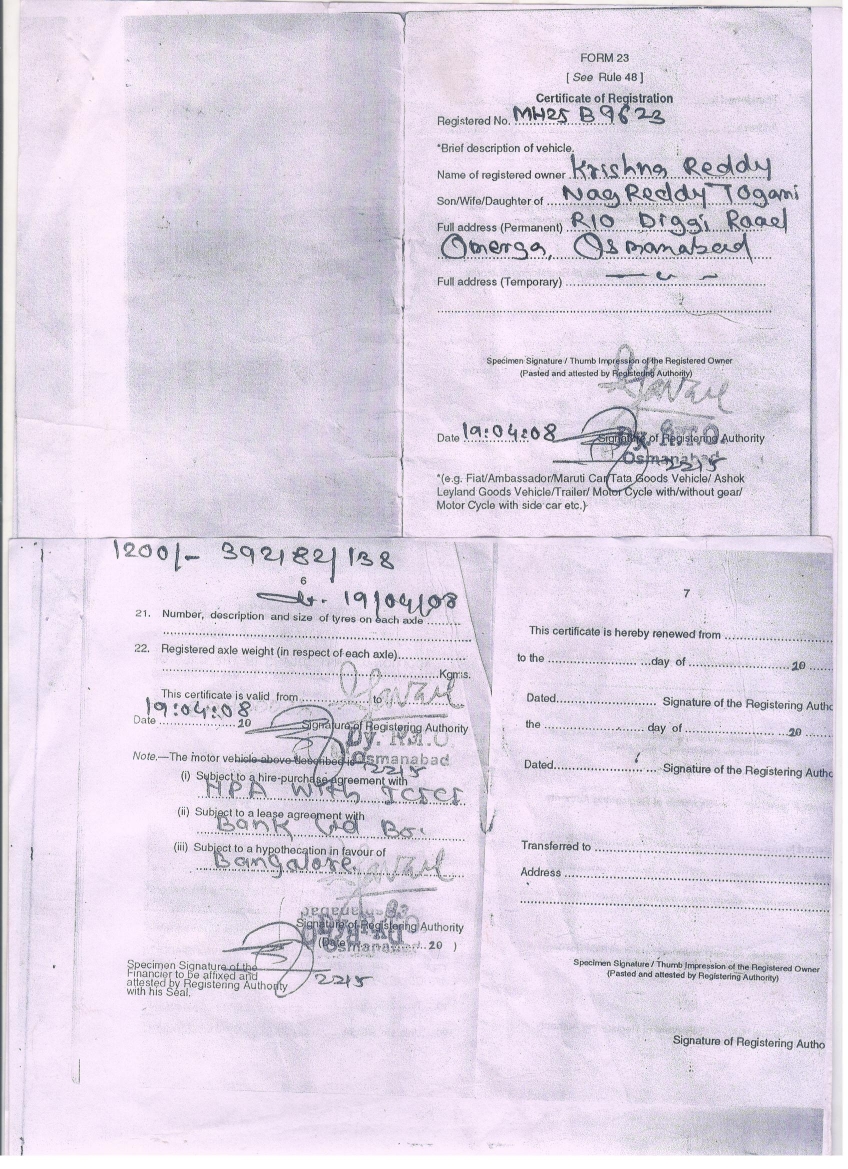 FORM 23
[ See Rule 48 ]
Certificate of Registration
Registered No. MH25 B9623
*Brief description of vehicle.
Name of registered owner Krishna Reddy
Son/Wife/Daughter of Nag Reddy Togami
Full address (Permanent) R/O Diggi Road
Omerga, Osmanabad
Full address (Temporary)
Specimen Signature / Thumb Impression of the Registered Owner
(Pasted and attested by Registering Authority)
Date 19:04:08 Signature of Registering Authority
Dy. R.T.O
Osmanabad
2215
*(e.g. Fiat/Ambassador/Maruti Car/Tata Goods Vehicle/ Ashok
Leyland Goods Vehicle/Trailer/ Motor Cycle with/without gear/
Motor Cycle with side car etc.)
1200/- 392182/138
6
19/04/08
21. Number, description and size of tyres on each axle
22. Registered axle weight (in respect of each axle)
Kgms.
This certificate is valid from to
19:04:08
Date 20 Signature of Registering Authority
Dy. R.T.O.
Osmanabad
Note.—The motor vehicle above described is
2215
(i) Subject to a hire-purchase agreement with
HPA With ICICI
(ii) Subject to a lease agreement with
Bank Ltd
(iii) Subject to a hypothecation in favour of
Bangalore
Signature of Registering Authority
(Date 20 )
Osmanabad
Specimen Signature of the
Financier to be affixed and
attested by Registering Authority
with his Seal.
2215
7
This certificate is hereby renewed from
to the day of 20
Dated Signature of the Registering Autho
the day of 20
Dated Signature of the Registering Autho
Transferred to
Address
Specimen Signature / Thumb Impression of the Registered Owner
(Pasted and attested by Registering Authority)
Signature of Registering Autho